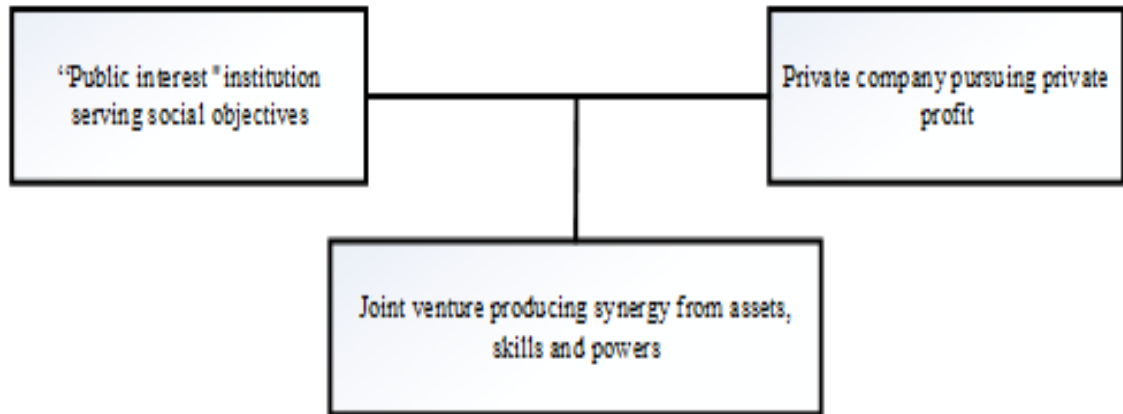 “Public interest" institution
serving social objectives
Private company pursuing private
profit
Joint venture producing synergy from assets,
skills and powers